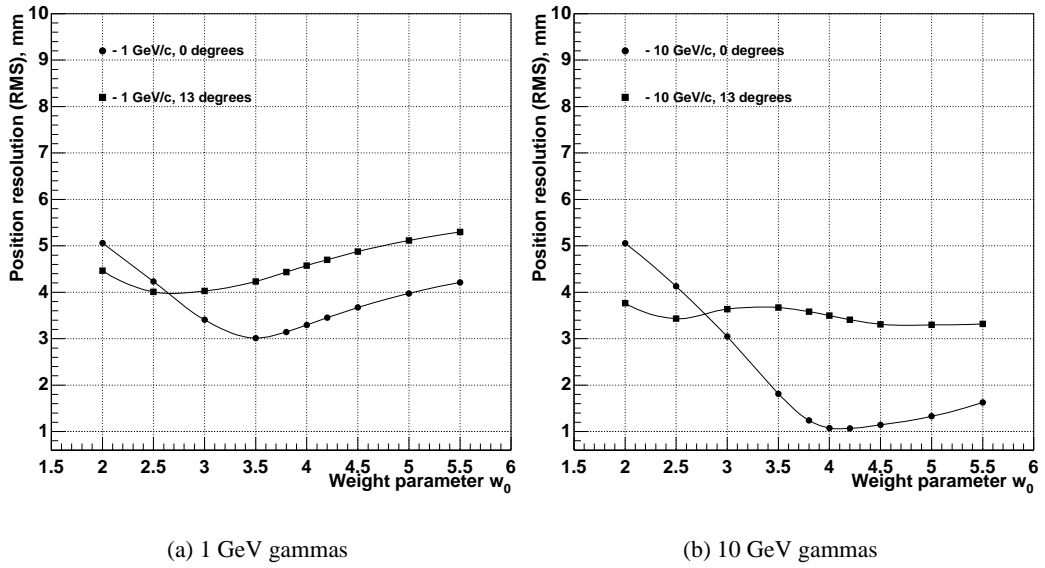 Position resolution (RMS), mm
10
9
8
7
6
5
4
3
2
1
- 1 GeV/c, 0 degrees
- 1 GeV/c, 13 degrees
1.5 2 2.5 3 3.5 4 4.5 5 5.5 6
Weight parameter w0
(a) 1 GeV gammas
Position resolution (RMS), mm
10
9
8
7
6
5
4
3
2
1
- 10 GeV/c, 0 degrees
- 10 GeV/c, 13 degrees
1.5 2 2.5 3 3.5 4 4.5 5 5.5 6
Weight parameter w0
(b) 10 GeV gammas